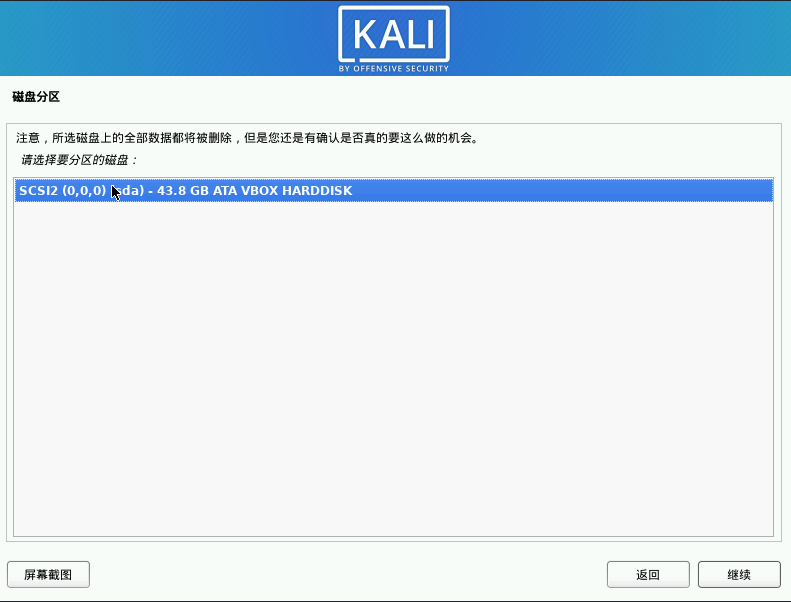 KALI
BY OFFENSIVE SECURITY
磁盘分区
注意，所选磁盘上的全部数据都将被删除，但是您还是有确认是否真的要这么做的机会。
请选择要分区的磁盘：
SCSI2 (0,0,0) da) - 43.8 GB ATA VBOX HARDDISK
屏幕截图
返回
继续